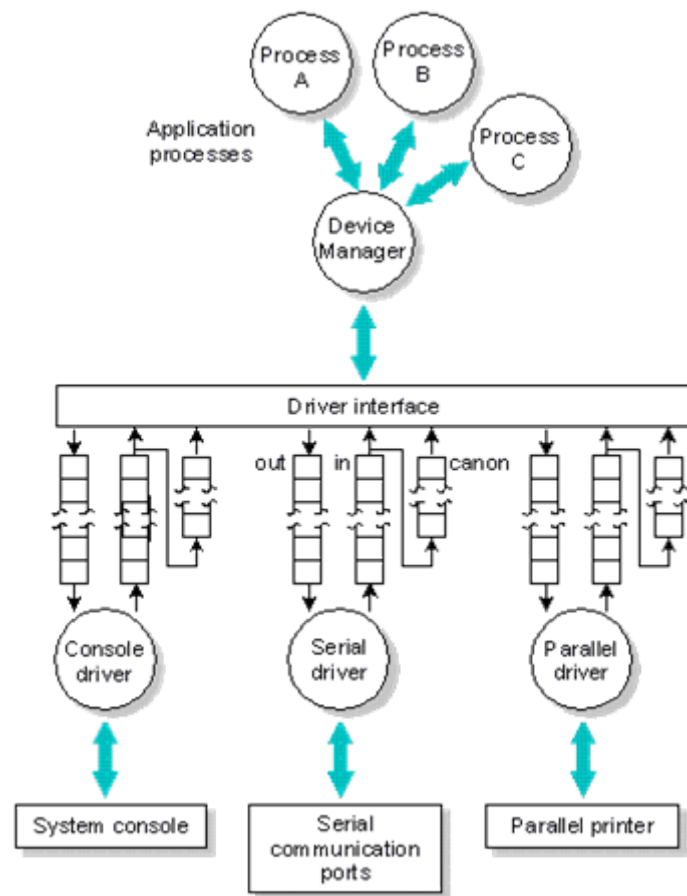 Process
A
Process
B
Process
C
Application
processes
Device
Manager
Driver interface
out
in
canon
Console
driver
Serial
driver
Parallel
driver
System console
Serial
communication
ports
Parallel printer